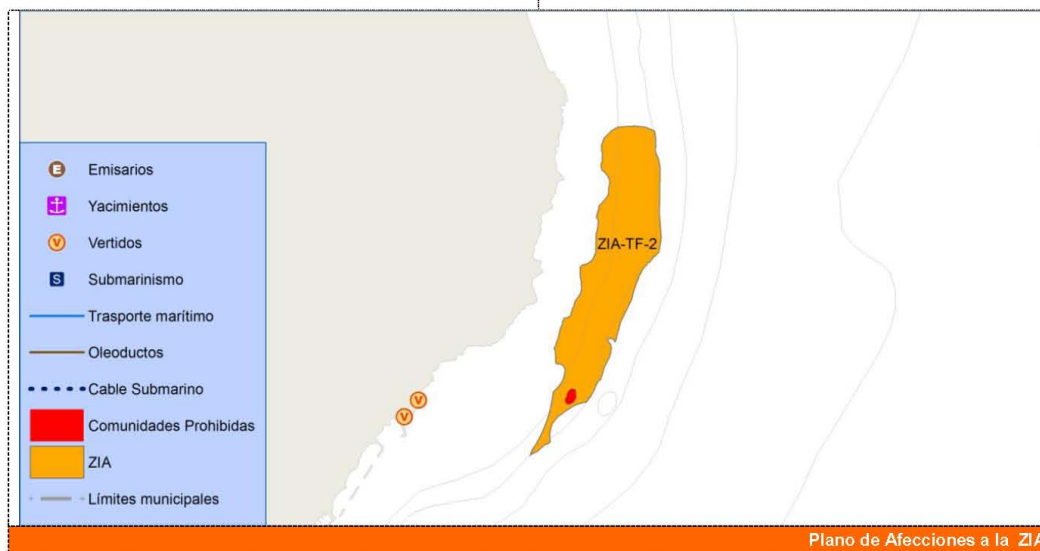 E Emisarios
Yacimientos
V Vertidos
S Submarinismo
Trasporte marítimo
Oleoductos
Cable Submarino
Comunidades Prohibidas
ZIA
Límites municipales
ZIA-TF-2
V
V
Plano de Afecciones a la ZIA